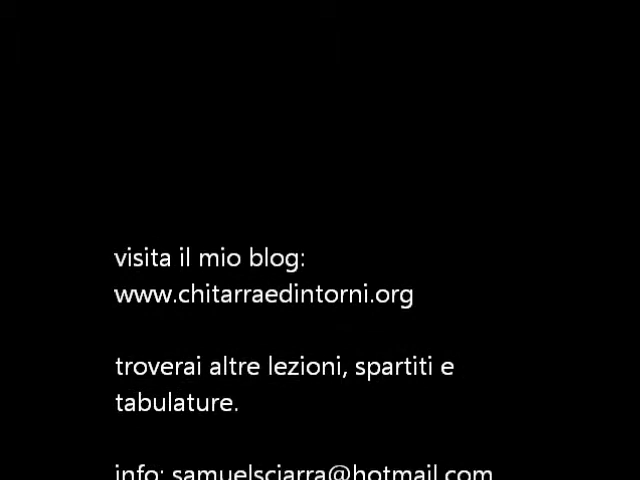 visita il mio blog:
www.chitarraedintorni.org
troverai altre lezioni, spartiti e
tabulature.
info: samuelsciarra@hotmail.com